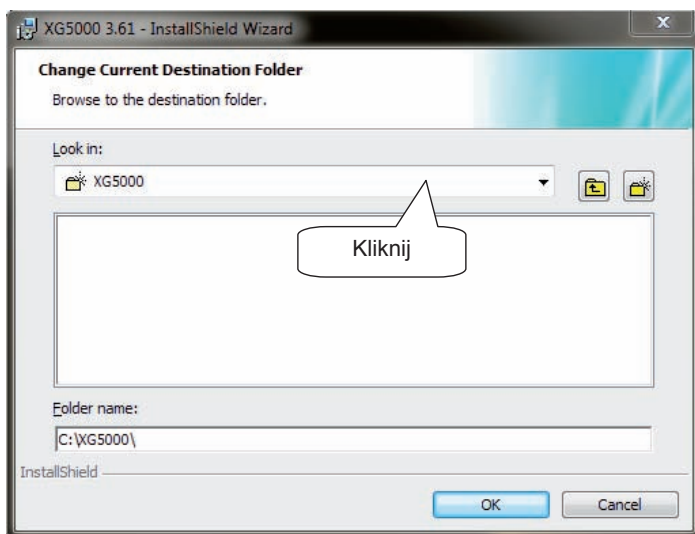 XG5000 3.61 - InstallShield Wizard
x
Change Current Destination Folder
Browse to the destination folder.
Look in:
XG5000
Kliknij
Folder name:
C:\XG5000\
InstallShield
OK Cancel